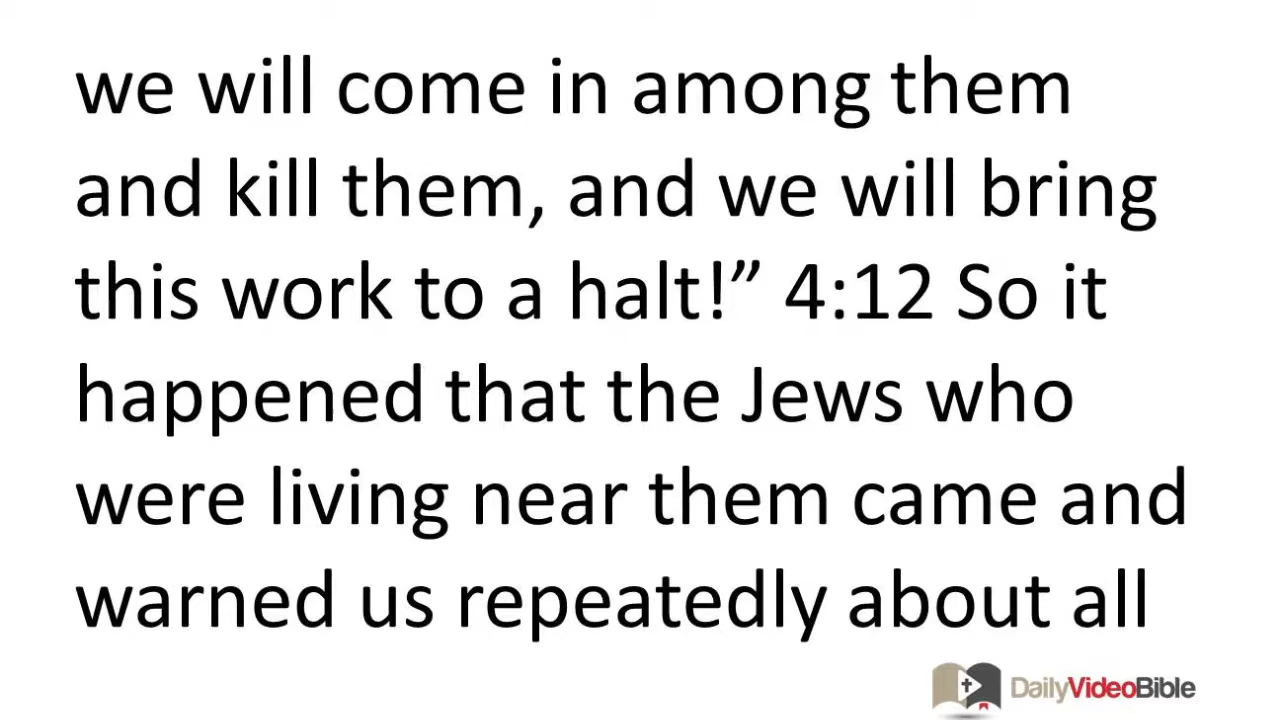 we will come in among them
and kill them, and we will bring
this work to a halt!” 4:12 So it
happened that the Jews who
were living near them came and
warned us repeatedly about all
DailyVideoBible